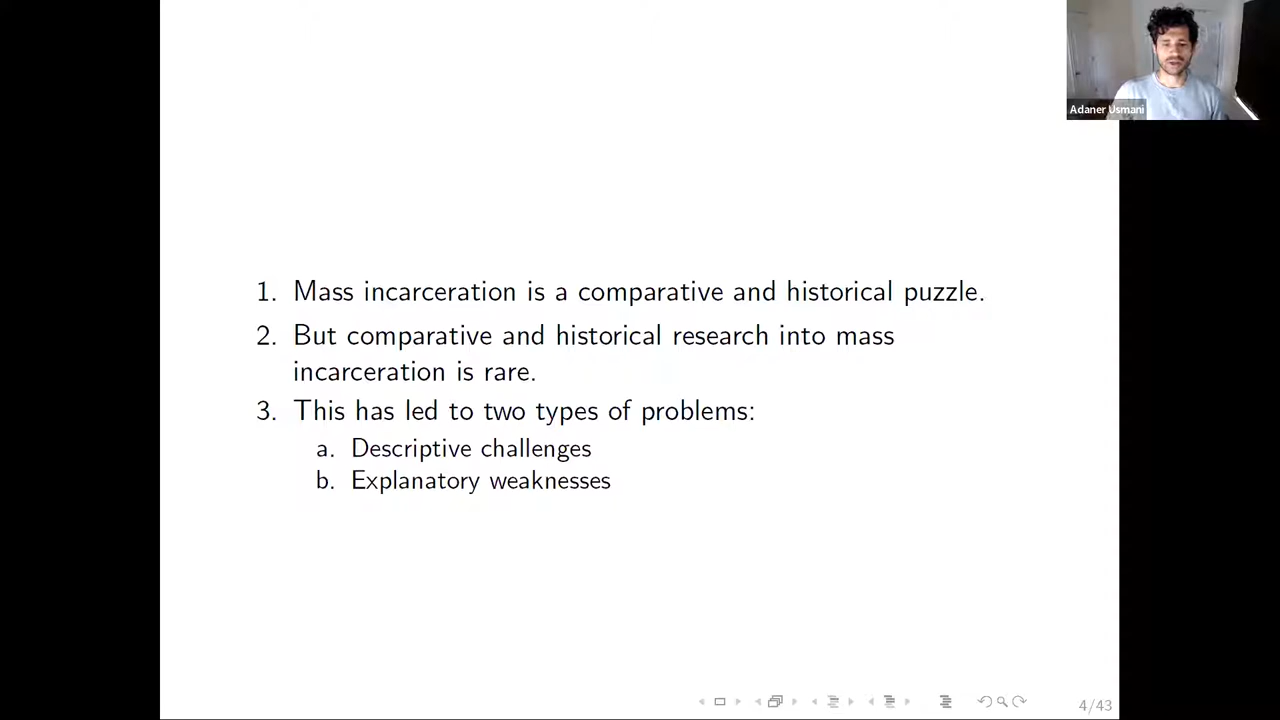 Adaner Usmani
1. Mass incarceration is a comparative and historical puzzle.
2. But comparative and historical research into mass
incarceration is rare.
3. This has led to two types of problems:
a. Descriptive challenges
b. Explanatory weaknesses
4/43